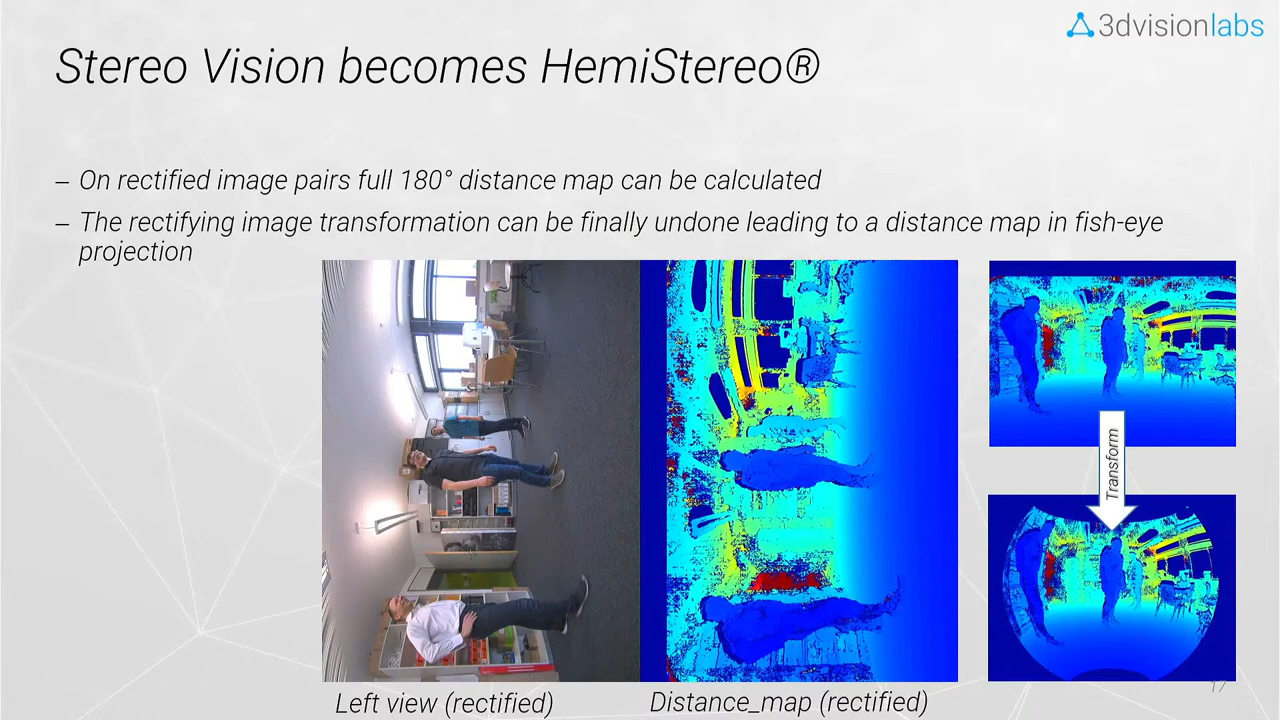 3dvisionlabs
Stereo Vision becomes HemiStereo®
– On rectified image pairs full 180° distance map can be calculated
– The rectifying image transformation can be finally undone leading to a distance map in fish-eye
projection
Transform
17
Left view (rectified)
Distance_map (rectified)